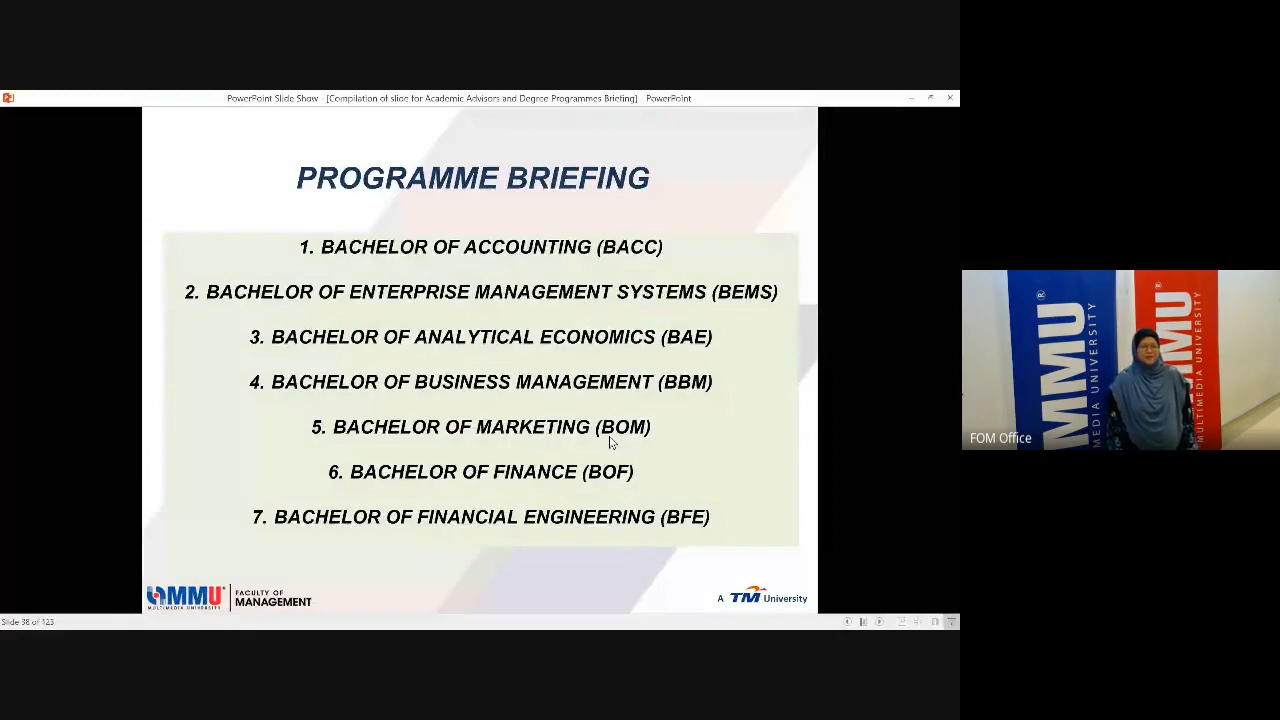 PowerPoint Slide Show - [Compilation of slide for Academic Advisors and Degree Programmes Briefing] - PowerPoint
PROGRAMME BRIEFING
1. BACHELOR OF ACCOUNTING (BACC)
2. BACHELOR OF ENTERPRISE MANAGEMENT SYSTEMS (BEMS)
3. BACHELOR OF ANALYTICAL ECONOMICS (BAE)
4. BACHELOR OF BUSINESS MANAGEMENT (BBM)
5. BACHELOR OF MARKETING (BOM)
6. BACHELOR OF FINANCE (BOF)
7. BACHELOR OF FINANCIAL ENGINEERING (BFE)
MMU
MULTIMEDIA UNIVERSITY
FACULTY OF
MANAGEMENT
A TM University
Slide 38 of 123
MMU®
MEDIA UNIVERSITY
MMU®
MULTIMEDIA UNIVERSITY
FOM Office